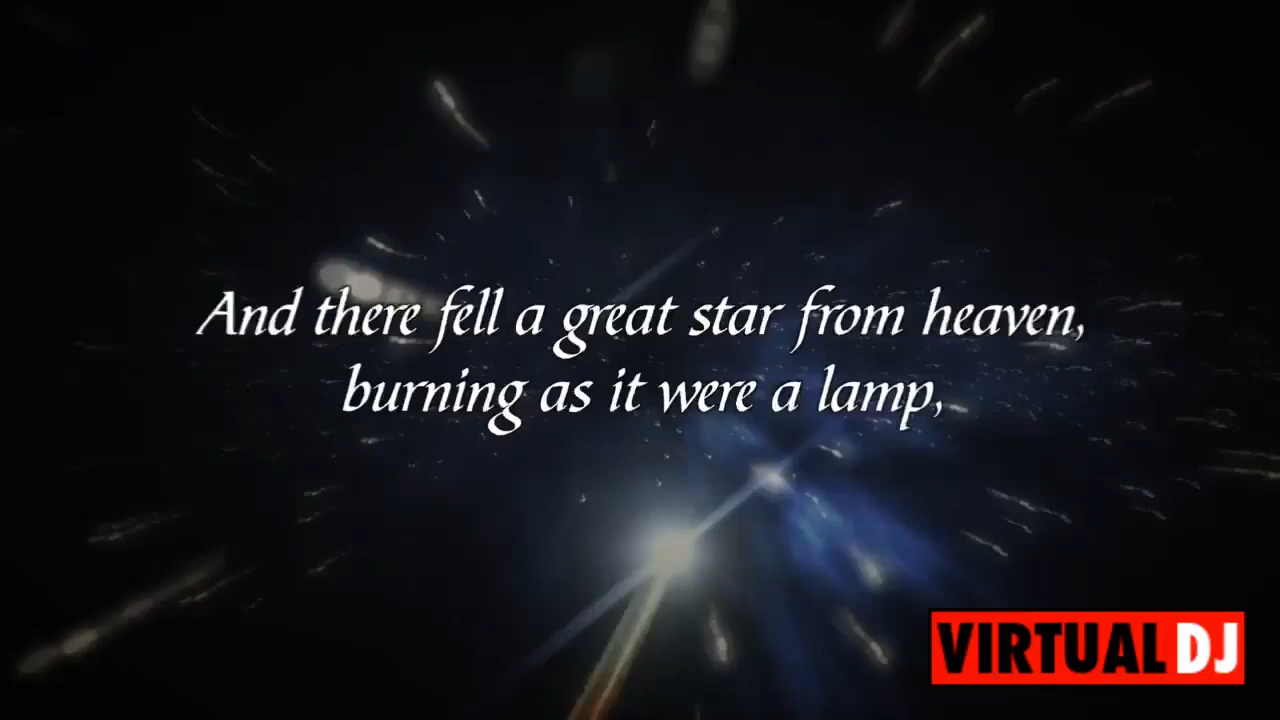 And there fell a great star from heaven,
burning as it were a lamp,
VIRTUAL DJ